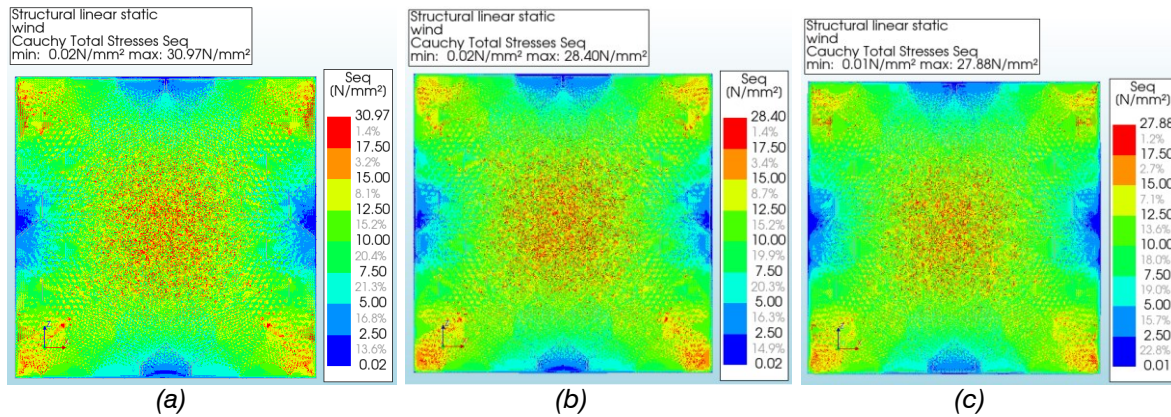 Structural linear static
wind
Cauchy Total Stresses Seq
min: 0.02N/mm² max: 30.97N/mm²
Seq
[N/mm²]
30.97
1.4%
17.50
3.2%
15.00
8.1%
12.50
15.2%
10.00
20.4%
7.50
21.3%
5.00
16.8%
2.50
13.6%
0.02
(a)
Structural linear static
wind
Cauchy Total Stresses Seq
min: 0.02N/mm² max: 28.40N/mm²
Seq
[N/mm²]
28.40
1.4%
17.50
3.4%
15.00
8.7%
12.50
15.2%
10.00
19.9%
7.50
20.3%
5.00
16.3%
2.50
14.9%
0.02
(b)
Structural linear static
wind
Cauchy Total Stresses Seq
min: 0.01N/mm² max: 27.88N/mm²
Seq
[N/mm²]
27.88
1.2%
17.50
2.7%
15.00
7.1%
12.50
13.6%
10.00
18.0%
7.50
19.0%
5.00
15.7%
2.50
22.8%
0.01
(c)